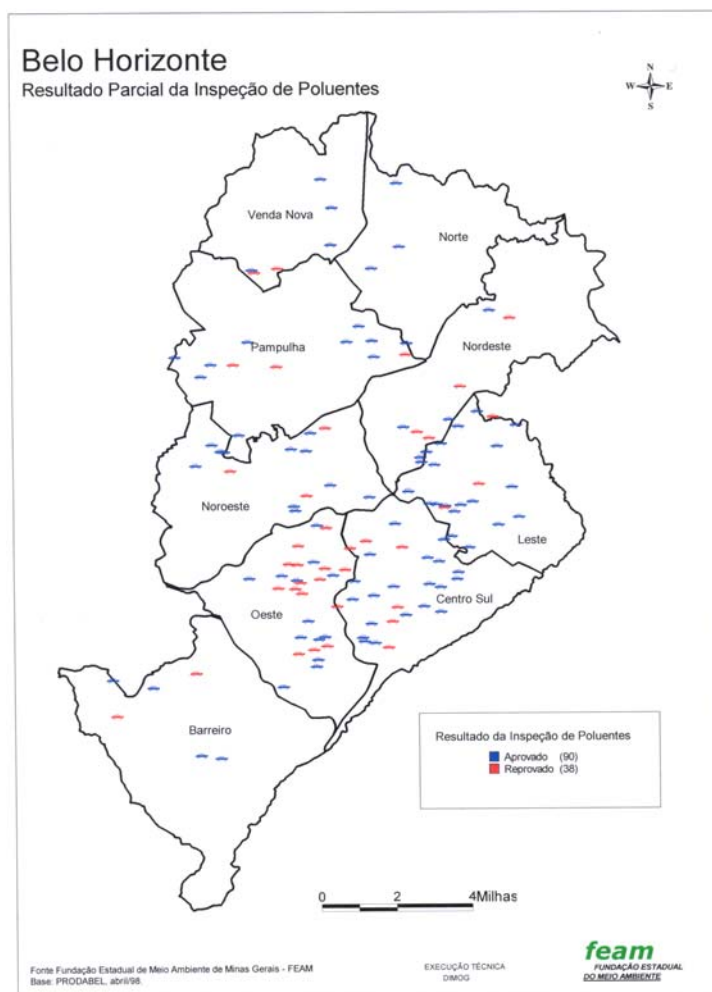 Belo Horizonte
Resultado Parcial da Inspeção de Poluentes
N
W E
S
Venda Nova
Norte
Pampulha
Nordeste
Noroeste
Leste
Oeste
Centro Sul
Barreiro
Resultado da Inspeção de Poluentes
Aprovado (90)
Reprovado (38)
0 2 4Milhas
Fonte Fundação Estadual de Meio Ambiente de Minas Gerais - FEAM
Base: PRODABEL, abril/98.
EXECUÇÃO TÉCNICA
DIMOG
feam
FUNDAÇÃO ESTADUAL
DO MEIO AMBIENTE